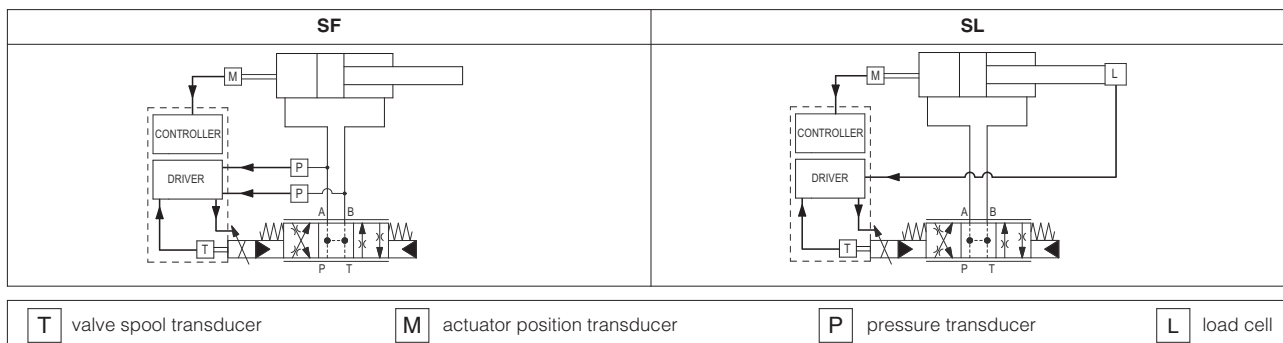 SF
SL
M
CONTROLLER
DRIVER
P
P
A B
T
P T
M
L
CONTROLLER
DRIVER
A B
T
P T
T valve spool transducer
M actuator position transducer
P pressure transducer
L load cell